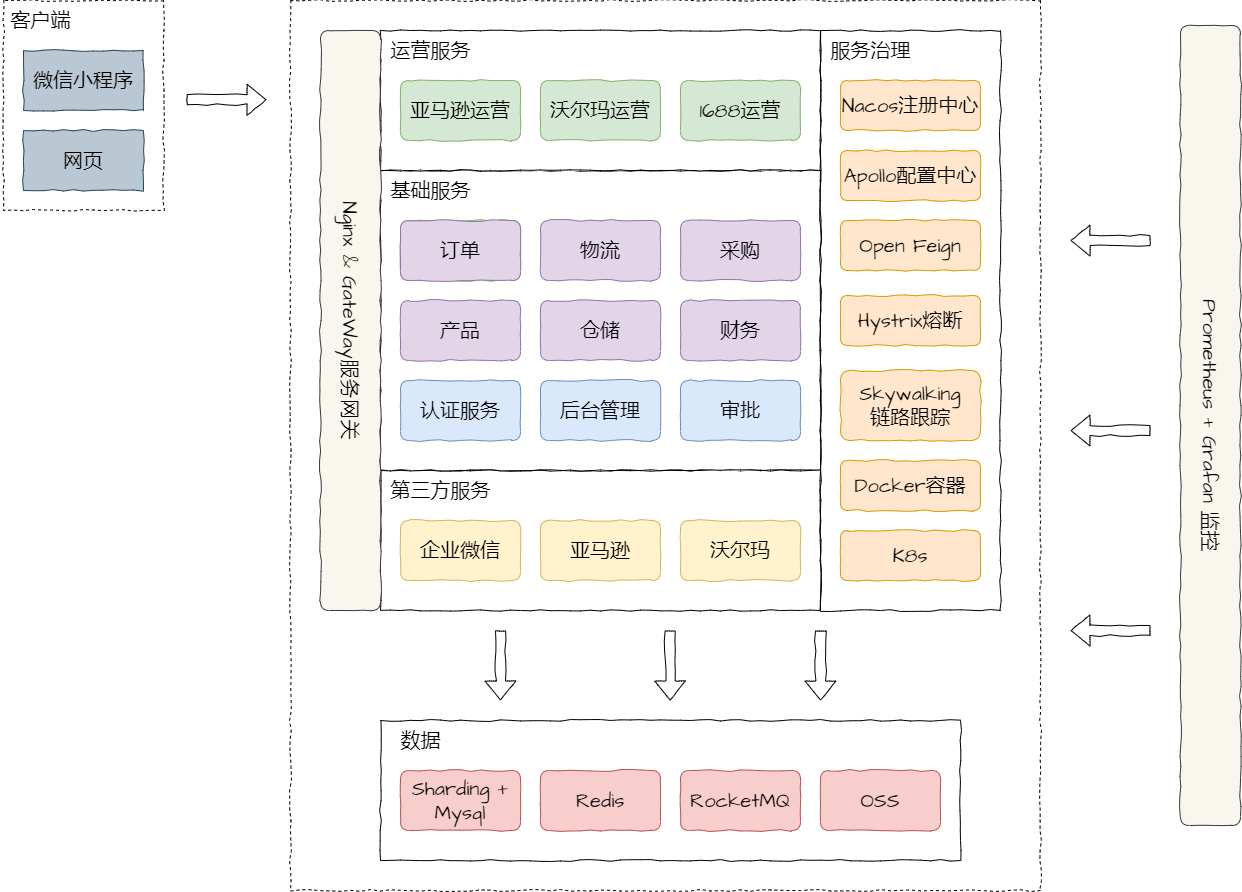 客户端
微信小程序
网页
Nginx & GateWay服务网关
运营服务
亚马逊运营
沃尔玛运营
1688运营
基础服务
订单
物流
采购
产品
仓储
财务
认证服务
后台管理
审批
第三方服务
企业微信
亚马逊
沃尔玛
服务治理
Nacos注册中心
Apollo配置中心
Open Feign
Hystrix熔断
Skywalking
链路跟踪
Docker容器
K8s
数据
Sharding +
Mysql
Redis
RocketMQ
OSS
Prometheus + Grafan 监控